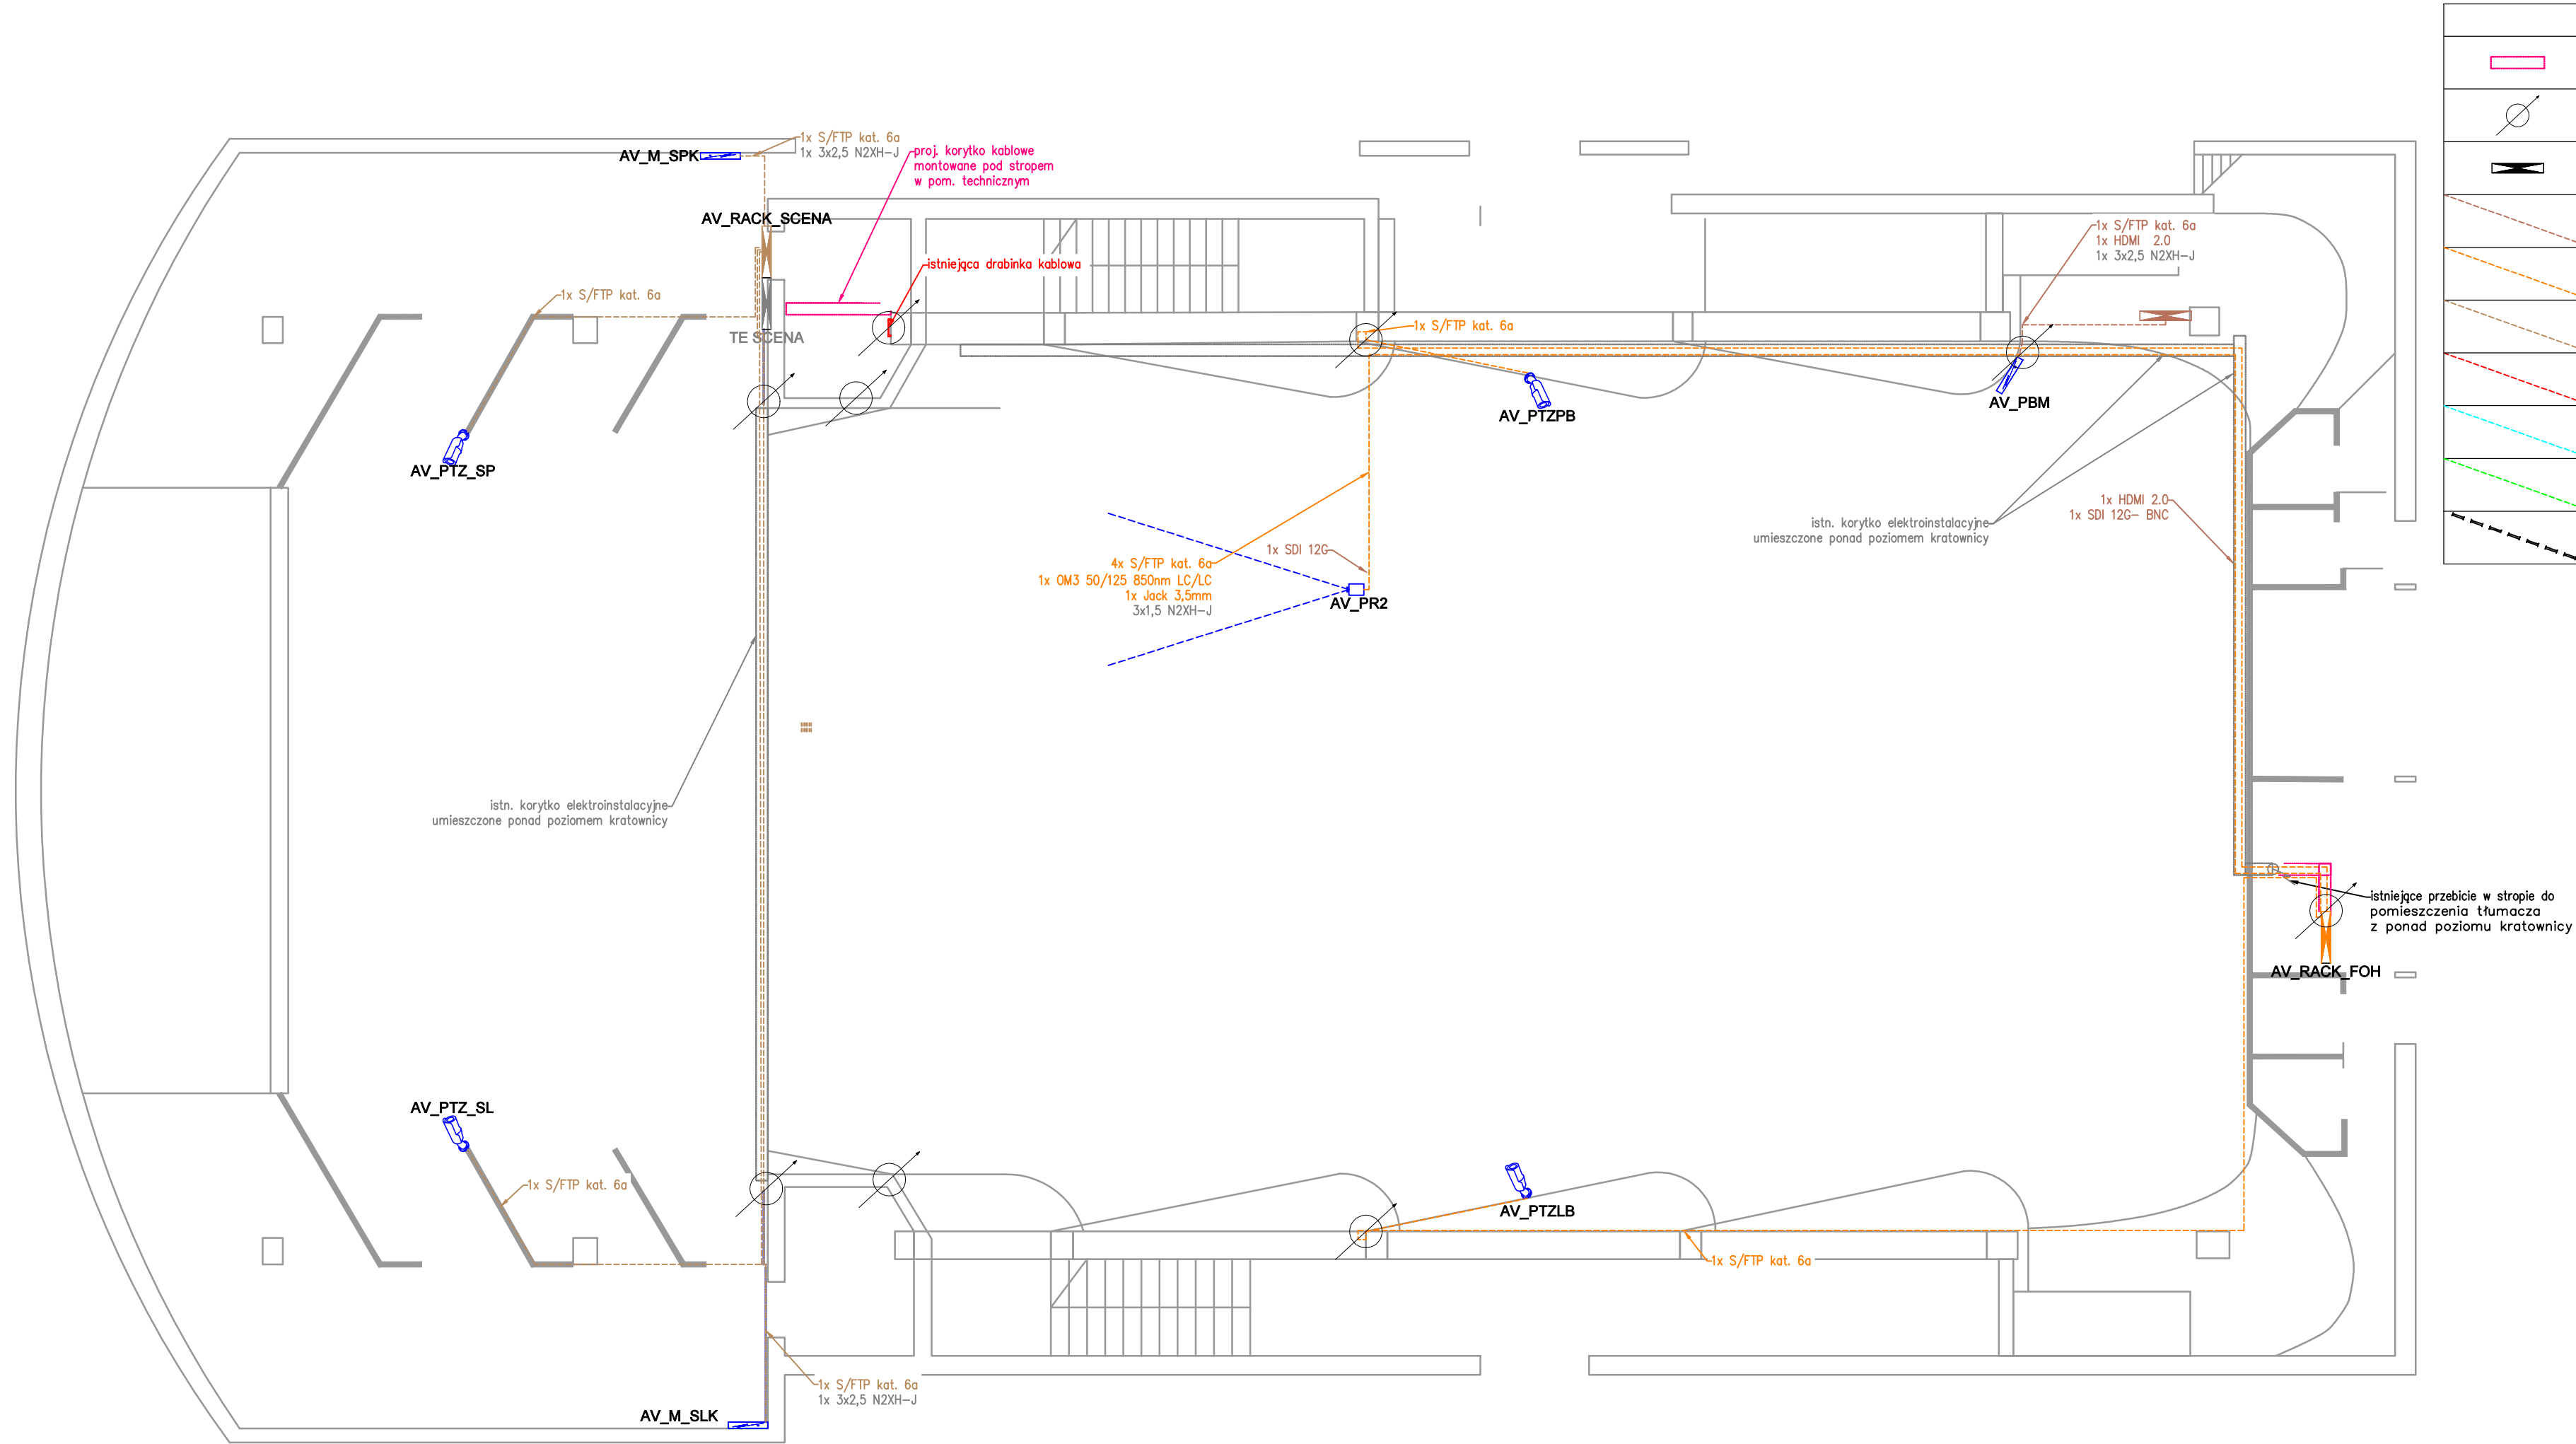 1x S/FTP kat. 6a
1x 3x2,5 N2XH-J
AV_M_SPK
proj. korytko kablowe
montowane pod stropem
w pom. technicznym
AV_RACK_SCENA
1x S/FTP kat. 6a
1x HDMI 2.0
1x 3x2,5 N2XH-J
istniejąca drabinka kablowa
1x S/FTP kat. 6a
1x S/FTP kat. 6a
TE SCENA
AV_PTZPB
AV_PBM
AV_PTZ_SP
1x HDMI 2.0
1x SDI 12G- BNC
istn. korytko elektroinstalacyjne
umieszczone ponad poziomem kratownicy
1x SDI 12G
4x S/FTP kat. 6a
1x OM3 50/125 850nm LC/LC
1x Jack 3,5mm
3x1,5 N2XH-J
AV_PR2
istn. korytko elektroinstalacyjne
umieszczone ponad poziomem kratownicy
istniejące przebicie w stropie do
pomieszczenia tłumacza
z ponad poziomu kratownicy
AV_RACK_FOH
AV_PTZ_SL
1x S/FTP kat. 6a
AV_PTZLB
1x S/FTP kat. 6a
1x S/FTP kat. 6a
1x 3x2,5 N2XH-J
AV_M_SLK